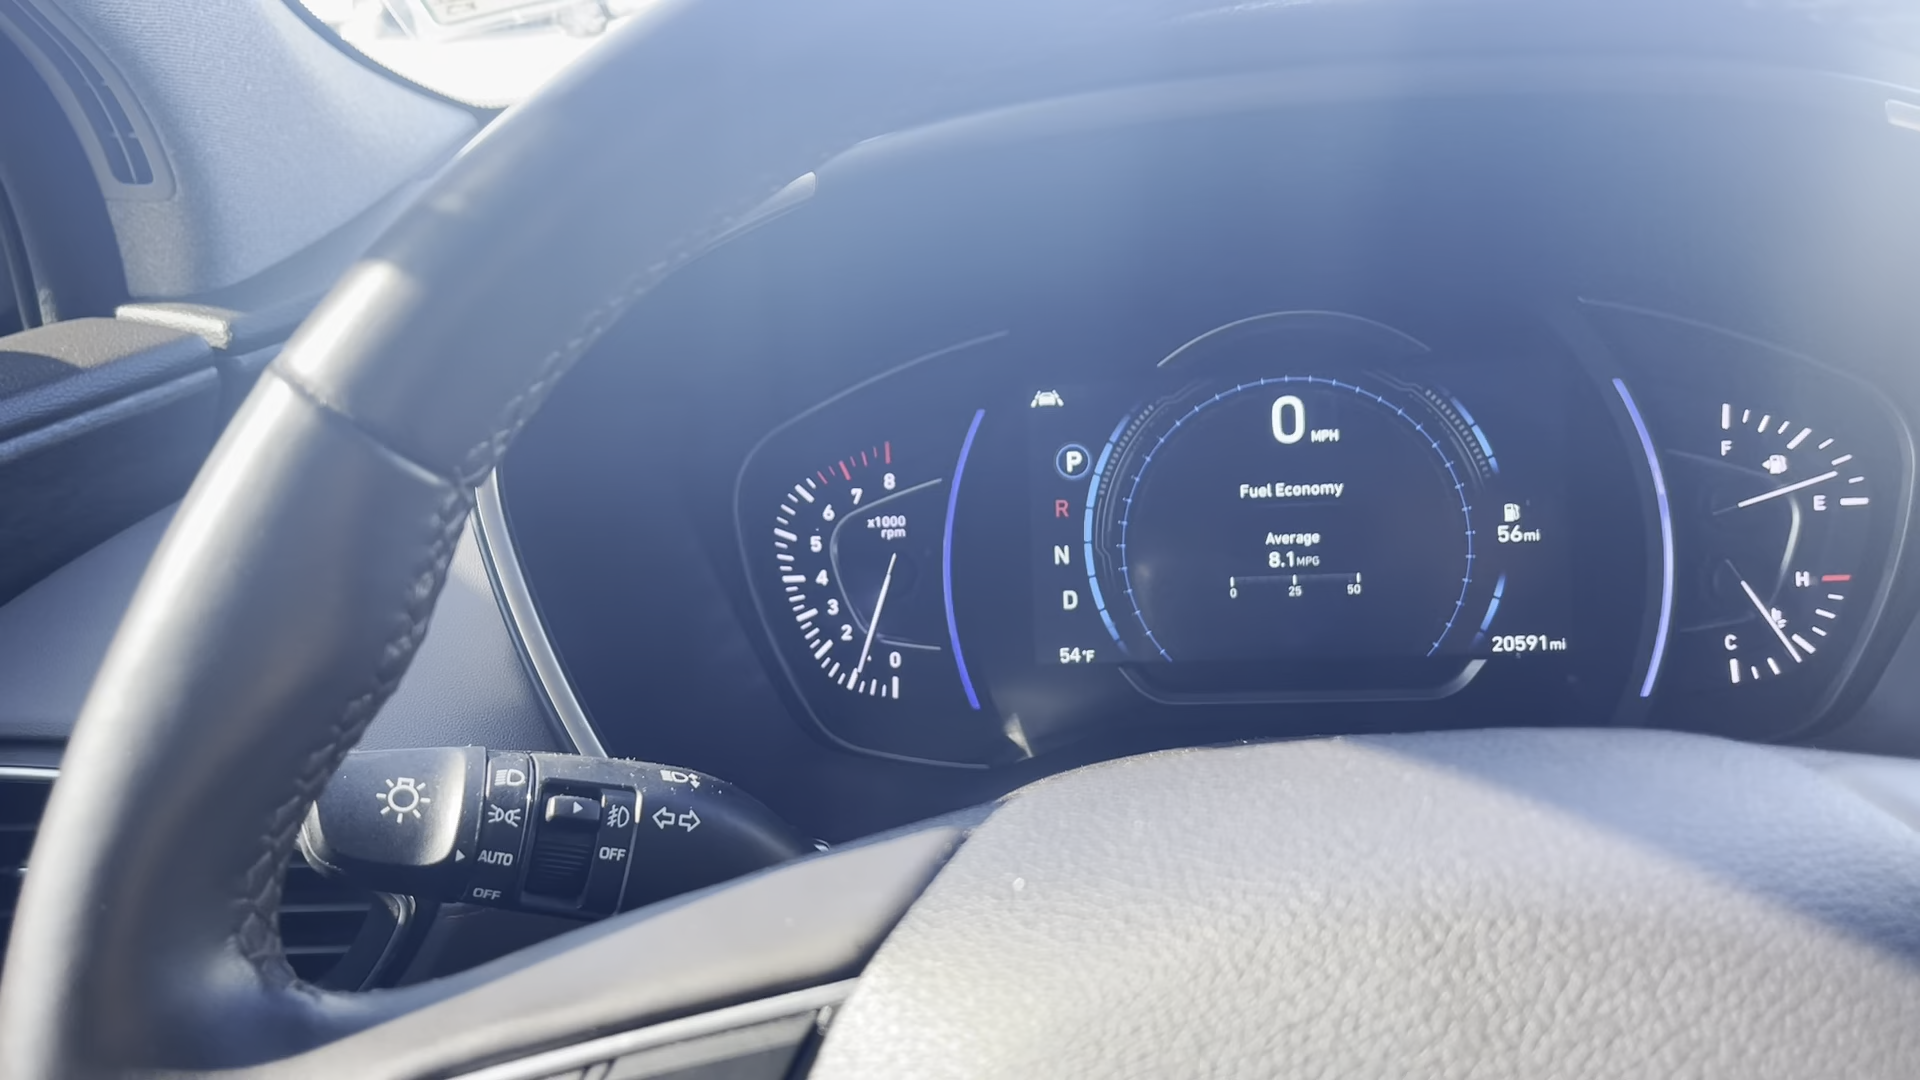 8
7
6
5
4
3
2
0
x1000
rpm
P
R
N
D
54°F
0 MPH
Fuel Economy
Average
8.1 MPG
0 25 50
56mi
20591mi
F
E
H
C
AUTO
OFF
OFF